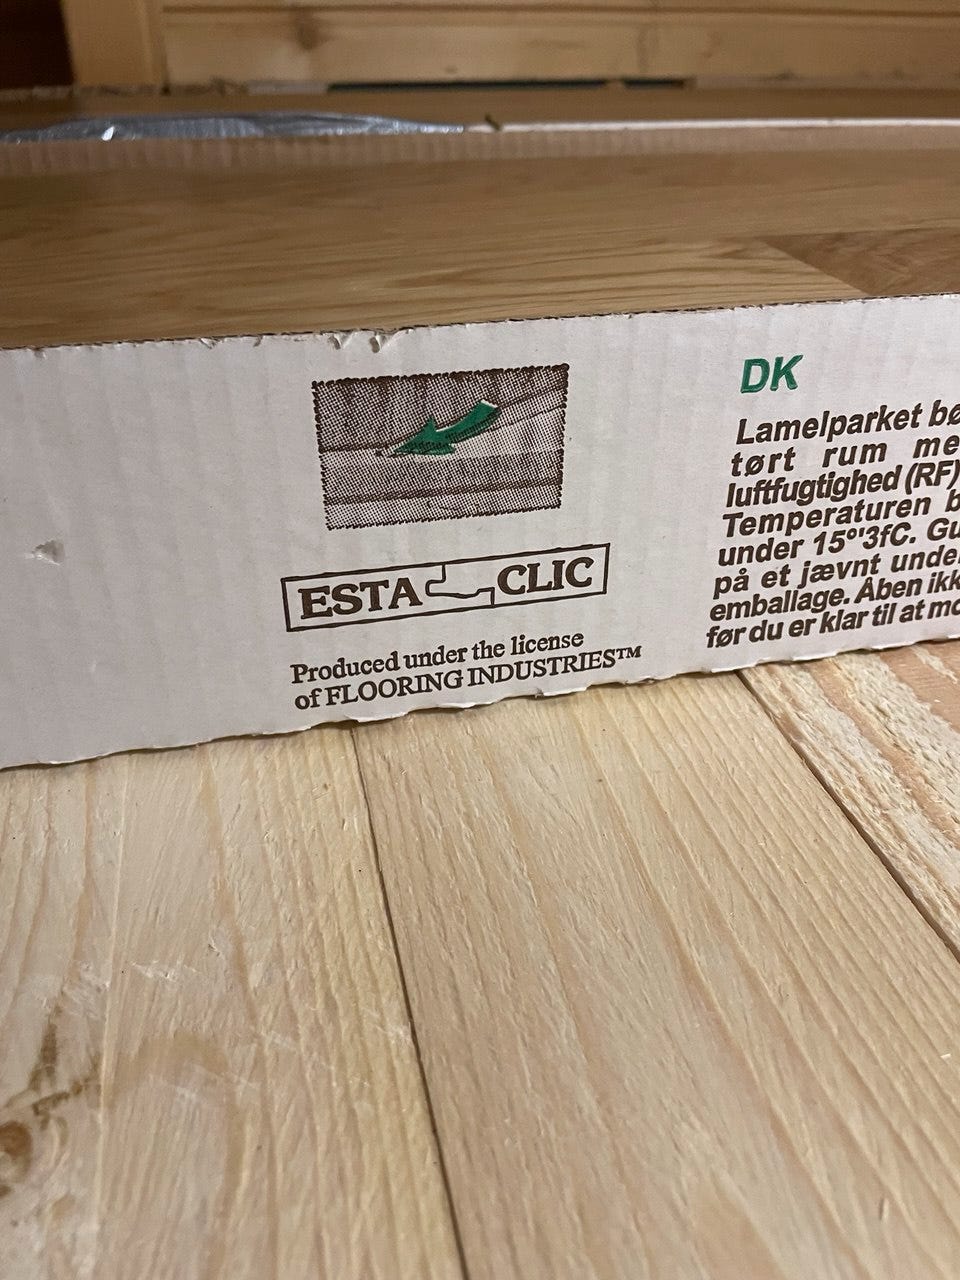 ESTA CLIC
Produced under the license
of FLOORING INDUSTRIES™
DK
Lamelparket
tørt rum
luftfugtighed (RF)
Temperaturen
under 15°'3fC.
på et jævnt
emballage. Åben
før du er klar til at